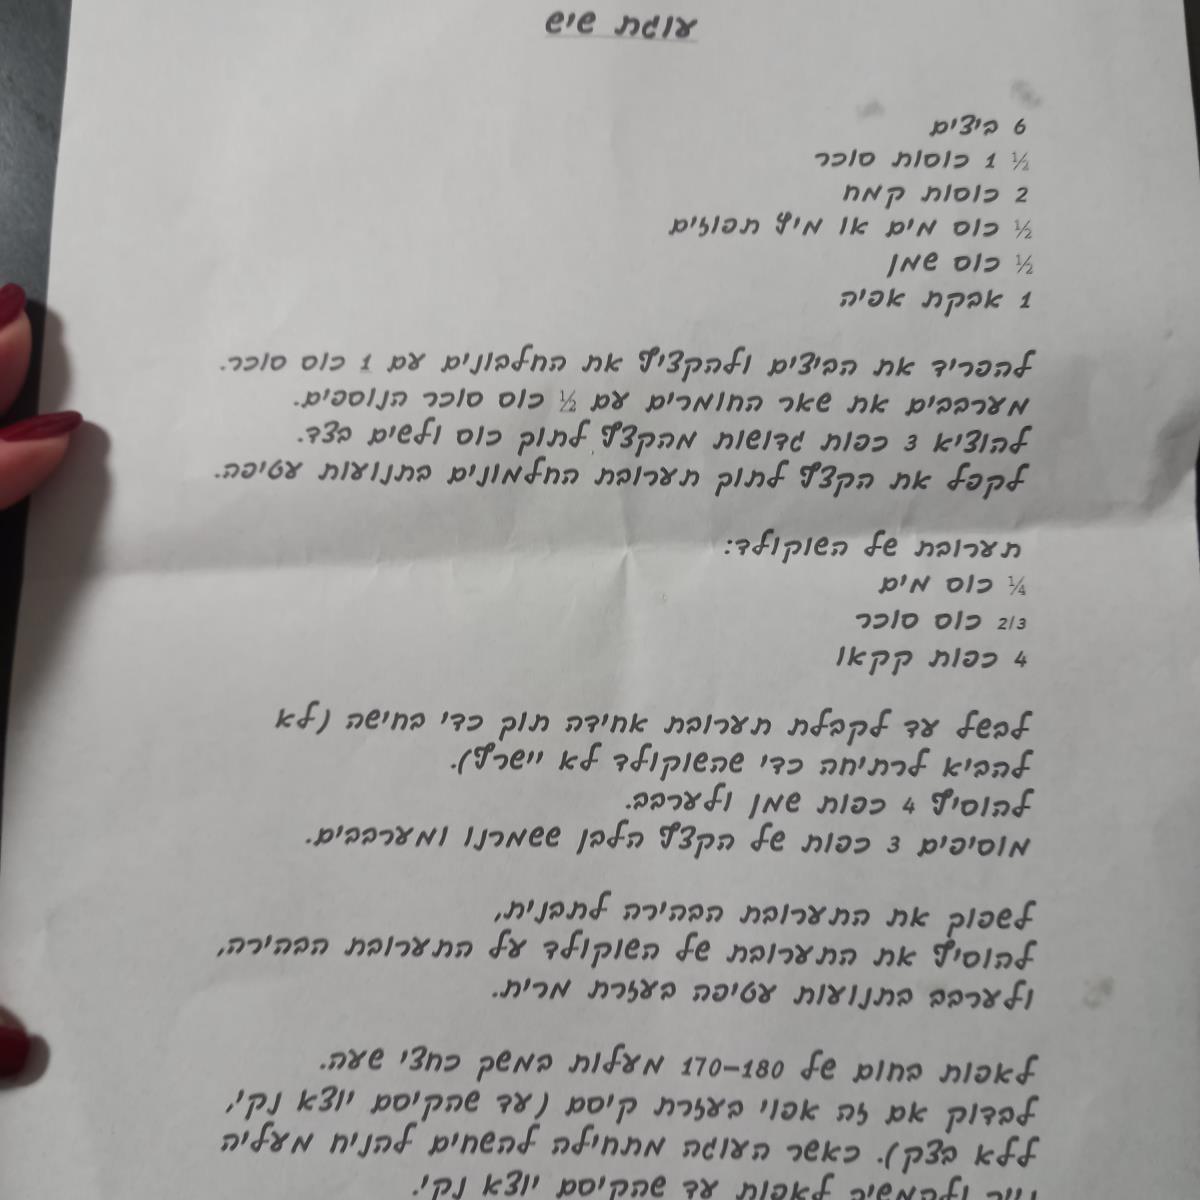 עוגת שיש
6 ביצים
½ 1 כוסות סוכר
2 כוסות קמח
½ כוס מים או מיץ תפוזים
½ כוס שמן
1 אבקת אפיה
להפריד את הביצים ולהקציף את החלבונים עם 1 כוס סוכר.
מערבבים את שאר החומרים עם ½ כוס סוכר הנוספים.
להוציא 3 כפות גדושות מהקצף לתוך כוס ולשים בצד.
לקפל את הקצף לתוך תערובת החלמונים בתנועות עטיפה.
תערובת של השוקולד:
¼ כוס מים
2/3 כוס סוכר
4 כפות קקאו
לבשל עד לקבלת תערובת אחידה תוך כדי בחישה (לא
להביא לרתיחה כדי שהשוקולד לא יישרף).
להוסיף 4 כפות שמן ולערבב.
מוסיפים 3 כפות של הקצף הלבן ששמרנו ומערבבים.
לשפוך את התערובת הבהירה לתבנית,
להוסיף את התערובת של השוקולד על התערובת הבהירה,
ולערבב בתנועות עטיפה בעזרת מרית.
לאפות בחום של 170-180 מעלות במשך כחצי שעה.
לבדוק אם זה אפוי בעזרת קיסם (עד שהקיסם יוצא נקי,
ללא בצק). כאשר העוגה מתחילה להשחים להניח מעליה
נייר ולהמשיך לאפות עד שהקיסם יוצא נקי.